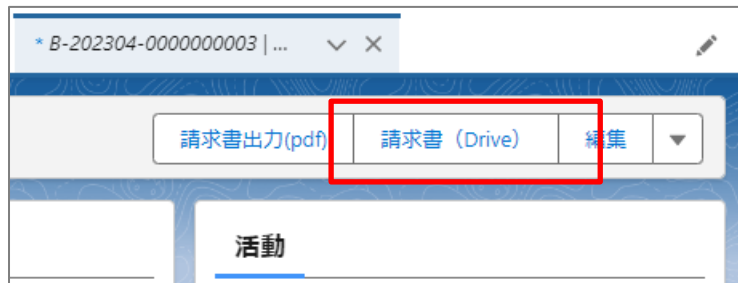 * B-202304-0000000003 | ...
請求書出力(pdf) 請求書（Drive） 編集
活動